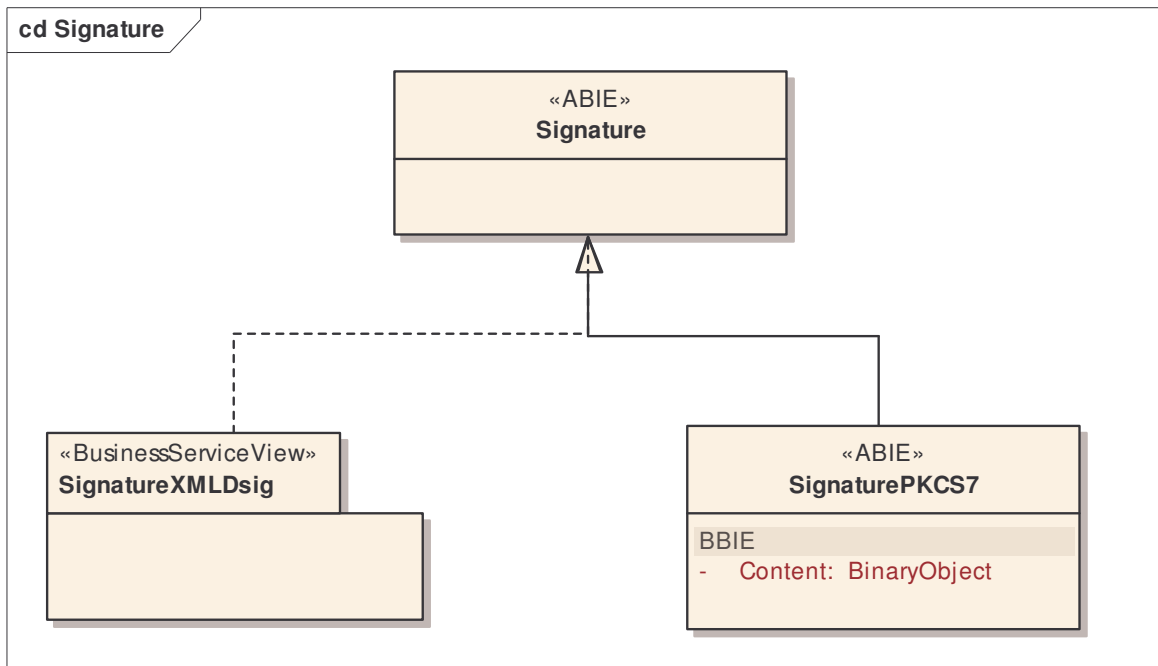 cd Signature
«ABIE»
Signature
«BusinessServiceView»
SignatureXMLDsig
«ABIE»
SignaturePKCS7
BBIE
- Content: BinaryObject